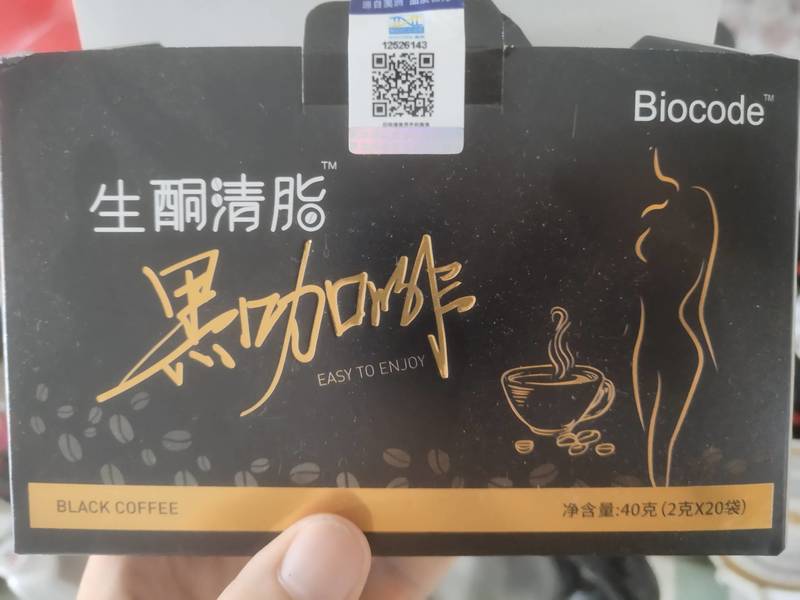 12526143
Biocode™
生酮清脂™
黑咖啡
EASY TO ENJOY
BLACK COFFEE
净含量:40克(2克X20袋)